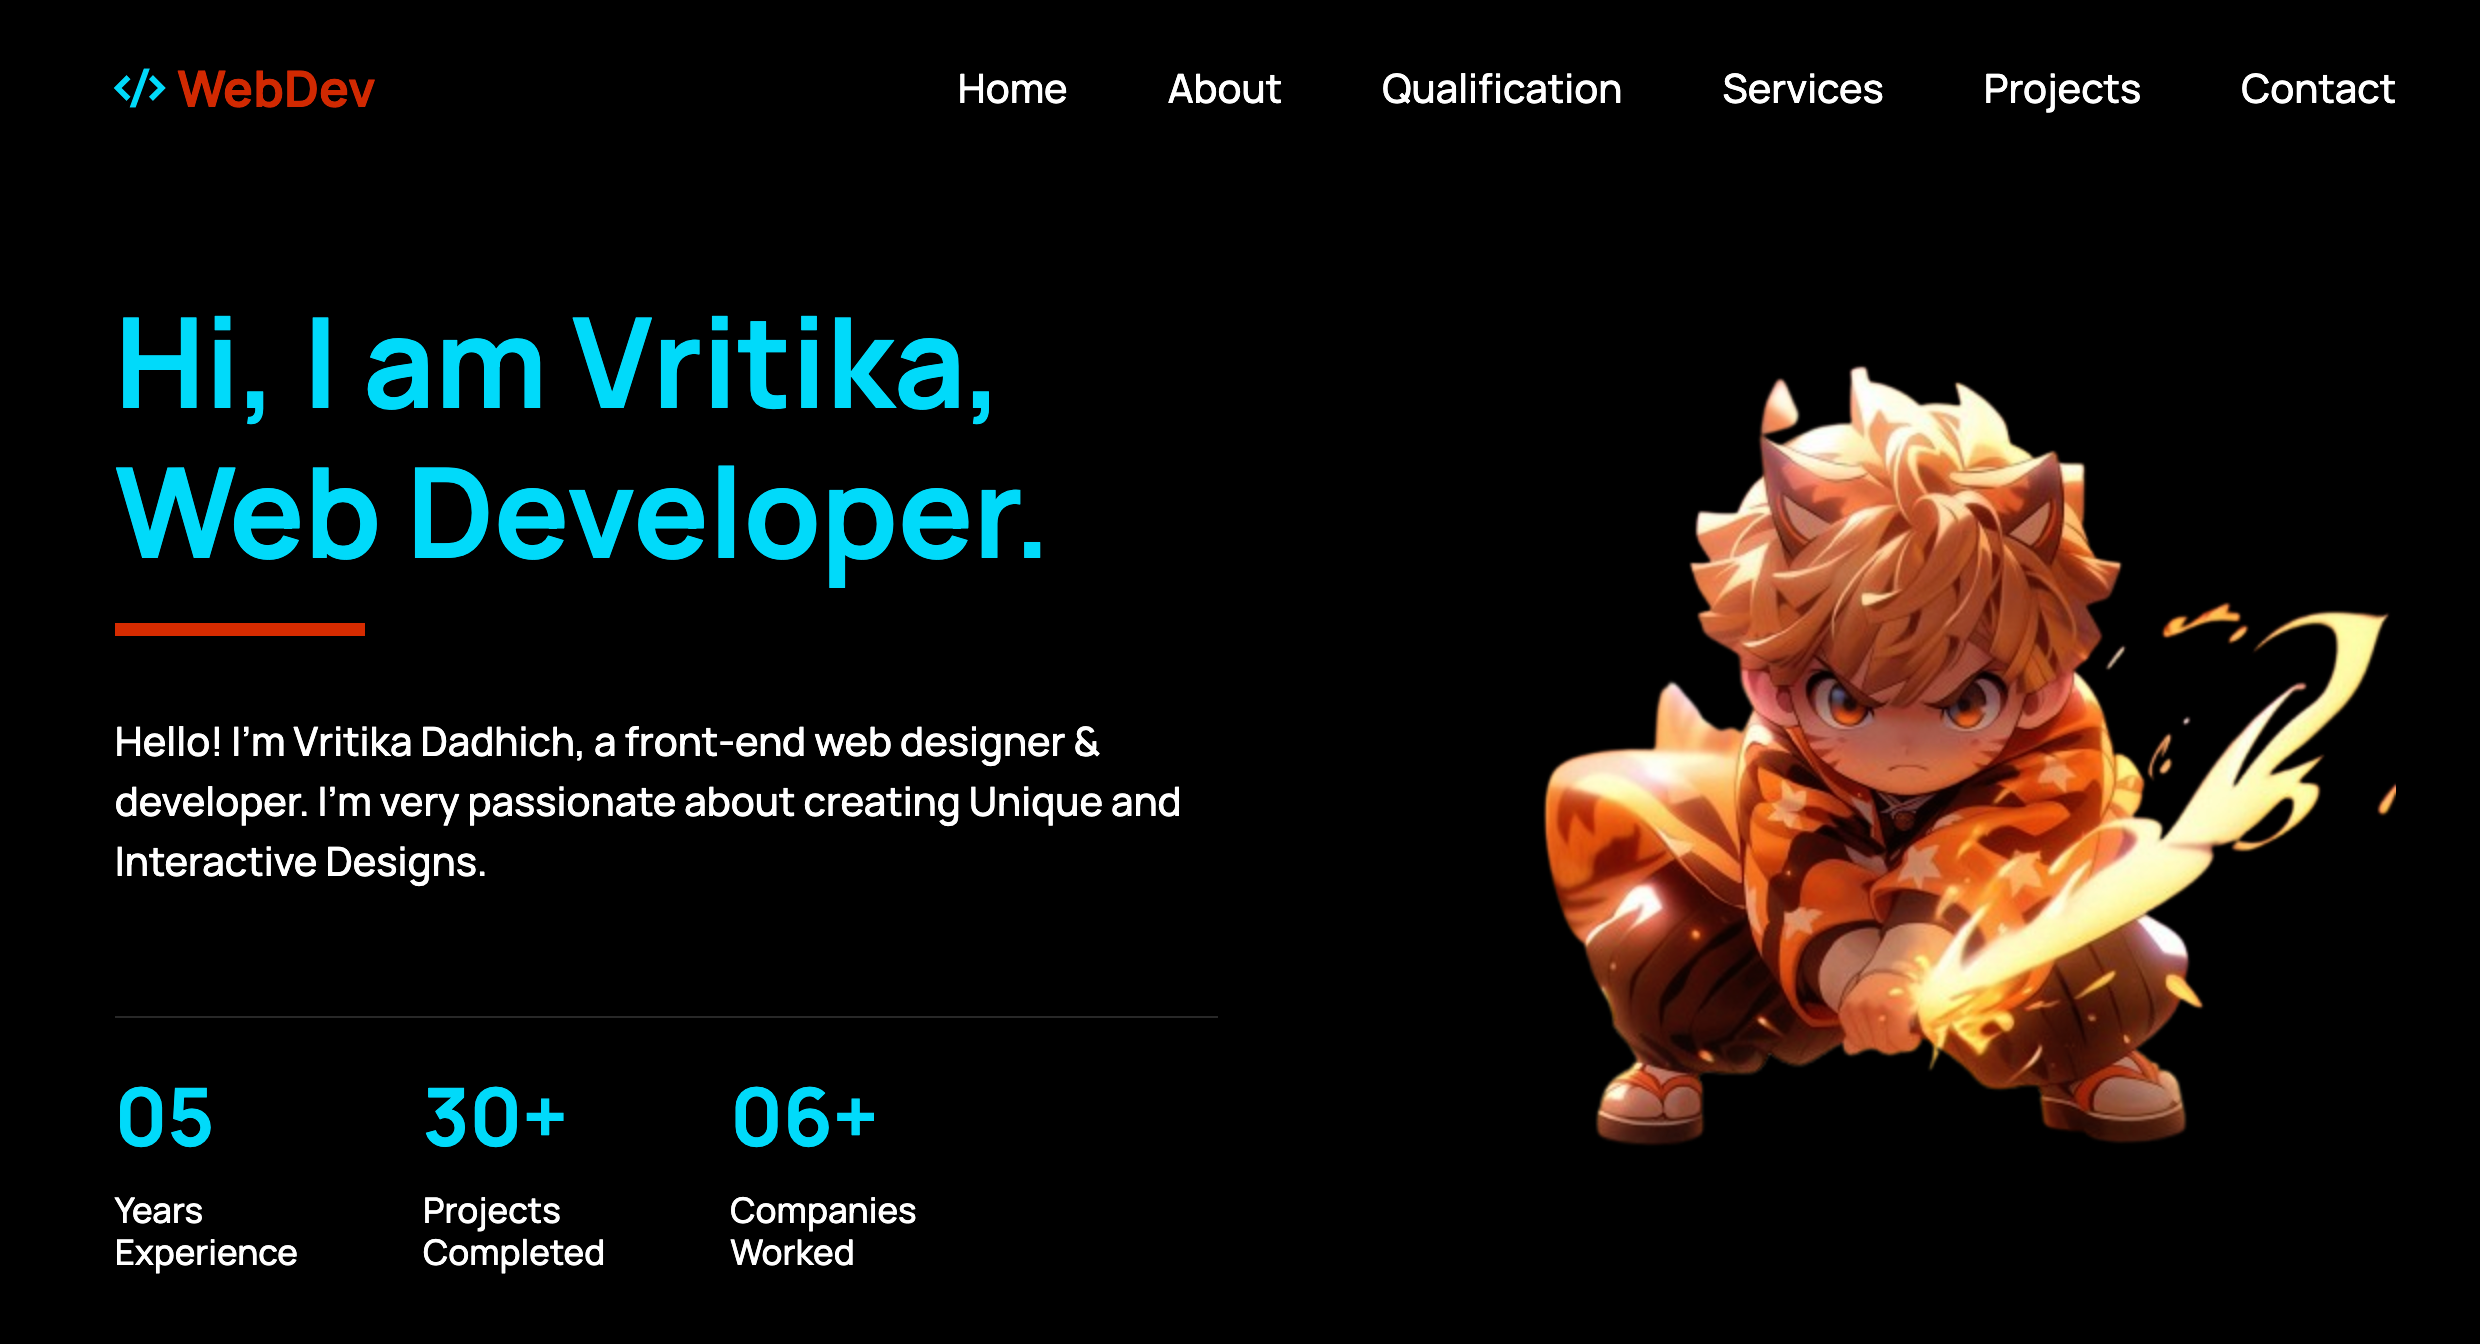 </> WebDev
Home About Qualification Services Projects Contact
Hi, I am Vritika,
Web Developer.
Hello! I’m Vritika Dadhich, a front-end web designer &
developer. I’m very passionate about creating Unique and
Interactive Designs.
05 30+ 06+
Years Projects Companies
Experience Completed Worked